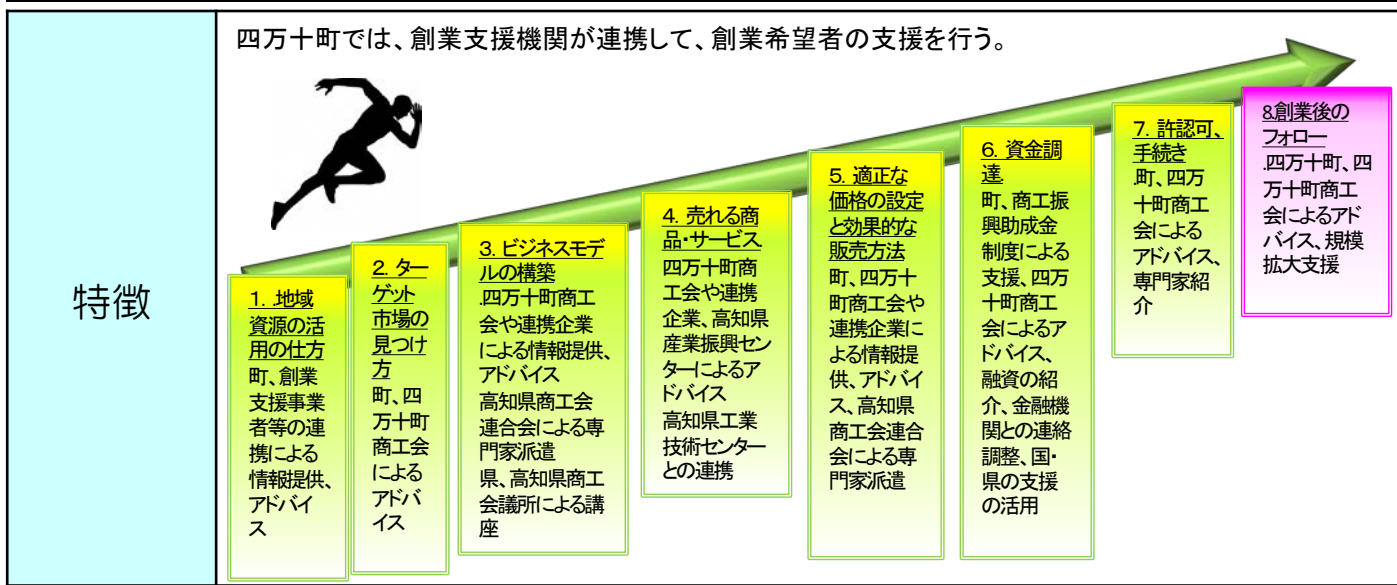 特徴
四万十町では、創業支援機関が連携して、創業希望者の支援を行う。
1. 地域
資源の活
用の仕方
町、創業
支援事業
者等の連
携による
情報提供、
アドバイ
ス
2. ター
ゲット
市場の
見つけ
方
町、四
万十町
商工会
による
アドバ
イス
3. ビジネスモデ
ルの構築
.四万十町商工
会や連携企業
による情報提供、
アドバイス
高知県商工会
連合会による専
門家派遣
県、高知県商工
会議所による講
座
4. 売れる商
品・サービス
四万十町商
工会や連携
企業、高知県
産業振興セン
ターによるア
ドバイス
高知県工業
技術センター
との連携
5. 適正な
価格の設定
と効果的な
販売方法
町、四万十
町商工会や
連携企業に
よる情報提
供、アドバイ
ス、高知県
商工会連合
会による専
門家派遣
6. 資金調
達
町、商工振
興助成金
制度による
支援、四万
十町商工
会によるア
ドバイス、
融資の紹
介、金融機
関との連絡
調整、国・
県の支援
の活用
7. 許認可、
手続き
.町、四万
十町商工
会による
アドバイス、
専門家紹
介
8.創業後の
フォロー
.四万十町、四
万十町商工
会によるアド
バイス、規模
拡大支援